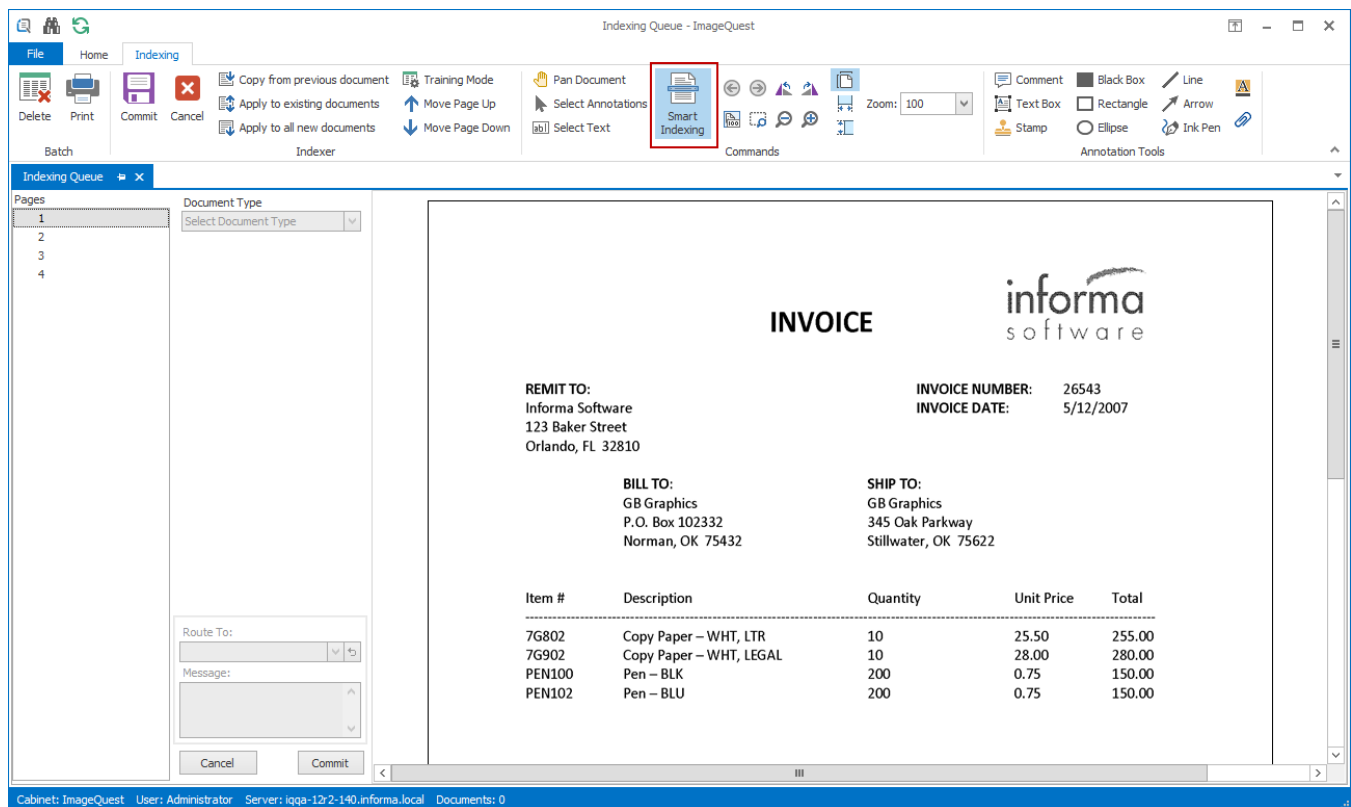 Indexing Queue - ImageQuest
File Home Indexing
Delete Print Commit Cancel
Copy from previous document
Apply to existing documents
Apply to all new documents
Training Mode
Move Page Up
Move Page Down
Pan Document
Select Annotations
Select Text
Smart
Indexing
Zoom: 100
Comment
Text Box
Stamp
Black Box
Rectangle
Ellipse
Line
Arrow
Ink Pen
Batch Indexer Commands Annotation Tools
Indexing Queue
Pages
1
2
3
4
Document Type
Select Document Type
Route To:
Message:
Cancel Commit
informa
software
INVOICE
REMIT TO:
Informa Software
123 Baker Street
Orlando, FL 32810
INVOICE NUMBER: 26543
INVOICE DATE: 5/12/2007
BILL TO:
GB Graphics
P.O. Box 102332
Norman, OK 75432
SHIP TO:
GB Graphics
345 Oak Parkway
Stillwater, OK 75622
Item # Description Quantity Unit Price Total
7G802 Copy Paper – WHT, LTR 10 25.50 255.00
7G902 Copy Paper – WHT, LEGAL 10 28.00 280.00
PEN100 Pen – BLK 200 0.75 150.00
PEN102 Pen – BLU 200 0.75 150.00
Cabinet: ImageQuest User: Administrator Server: iqqa-12r2-140.informa.local Documents: 0